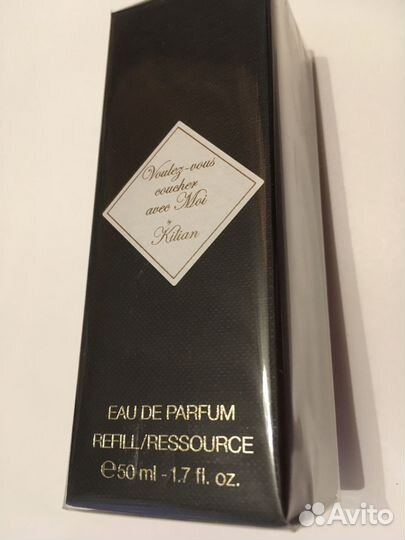 Voulez-vous
coucher
avec Moi
by
Kilian
EAU DE PARFUM
REFILL/RESSOURCE
℮50 ml - 1.7 fl. oz.
Avito